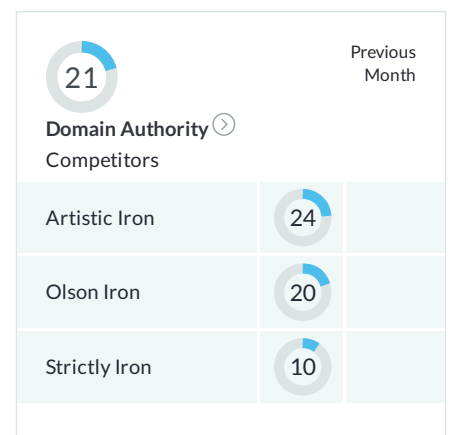 21
Previous
Month
Domain Authority
Competitors
Artistic Iron 24
Olson Iron 20
Strictly Iron 10